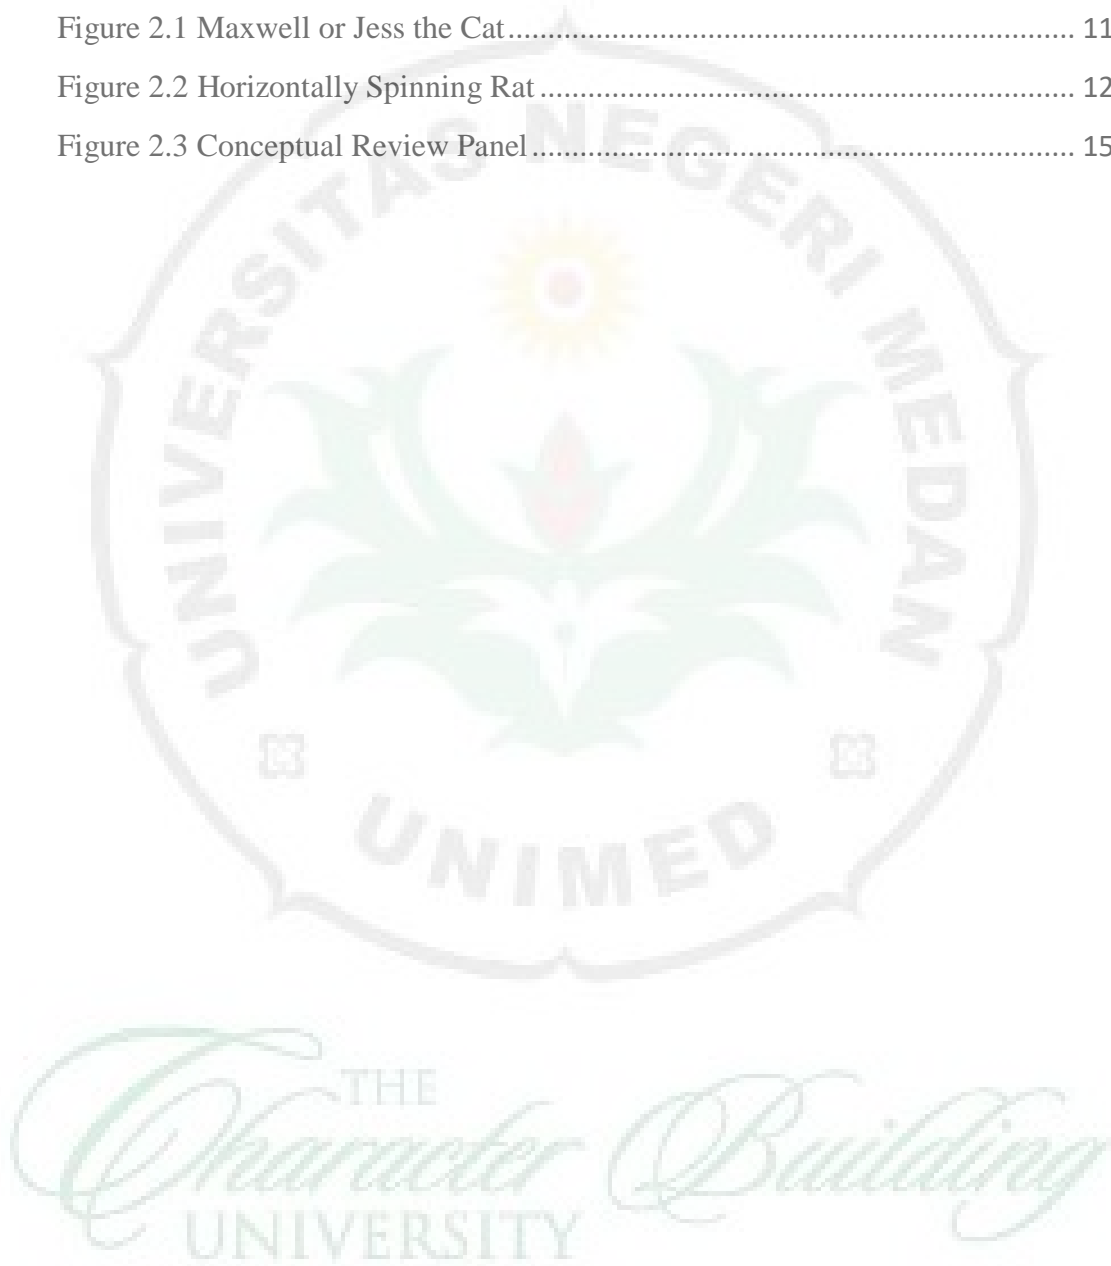 Figure 2.1 Maxwell or Jess the Cat ........................................................................ 11
Figure 2.2 Horizontally Spinning Rat .................................................................... 12
Figure 2.3 Conceptual Review Panel ..................................................................... 15
UNIVERSITAS NEGERI MEDAN
UNIMED
THE
Character Building
UNIVERSITY